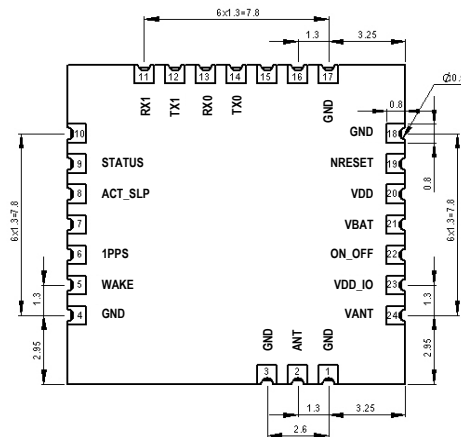 6x1.3=7.8
1.3
3.25
11 12 13 14 15 16 17
RX1 TX1 RX0 TX0 GND
0.8
10
GND 18
9 STATUS
NRESET 19
0.8
8 ACT_SLP
VDD 20
6x1.3=7.8
7
VBAT 21
6x1.3=7.8
6 1PPS
ON_OFF 22
1.3
5 WAKE
VDD_IO 23
1.3
4 GND
VANT 24
2.95
GND ANT GND
2.95
3 2 1
1.3
3.25
2.6